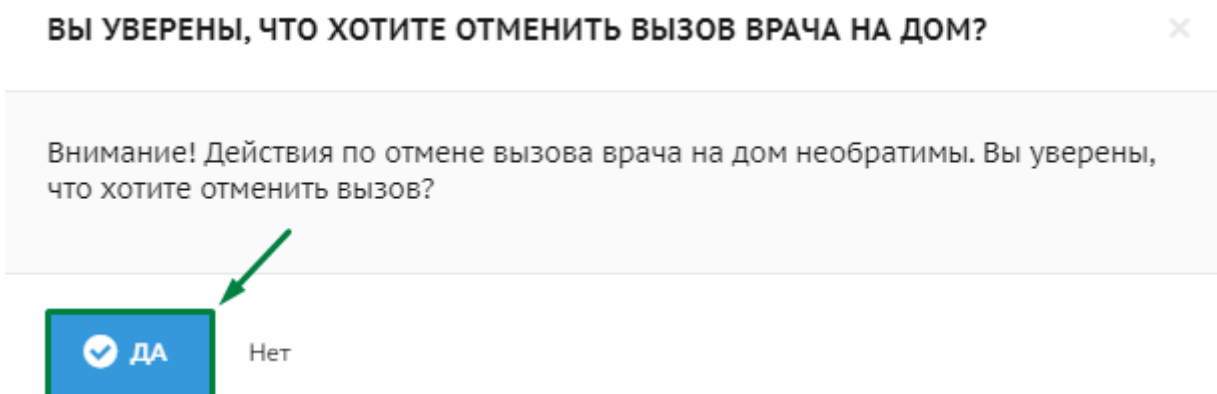 ВЫ УВЕРЕНЫ, ЧТО ХОТИТЕ ОТМЕНИТЬ ВЫЗОВ ВРАЧА НА ДОМ?
Внимание! Действия по отмене вызова врача на дом необратимы. Вы уверены,
что хотите отменить вызов?
ДА Нет